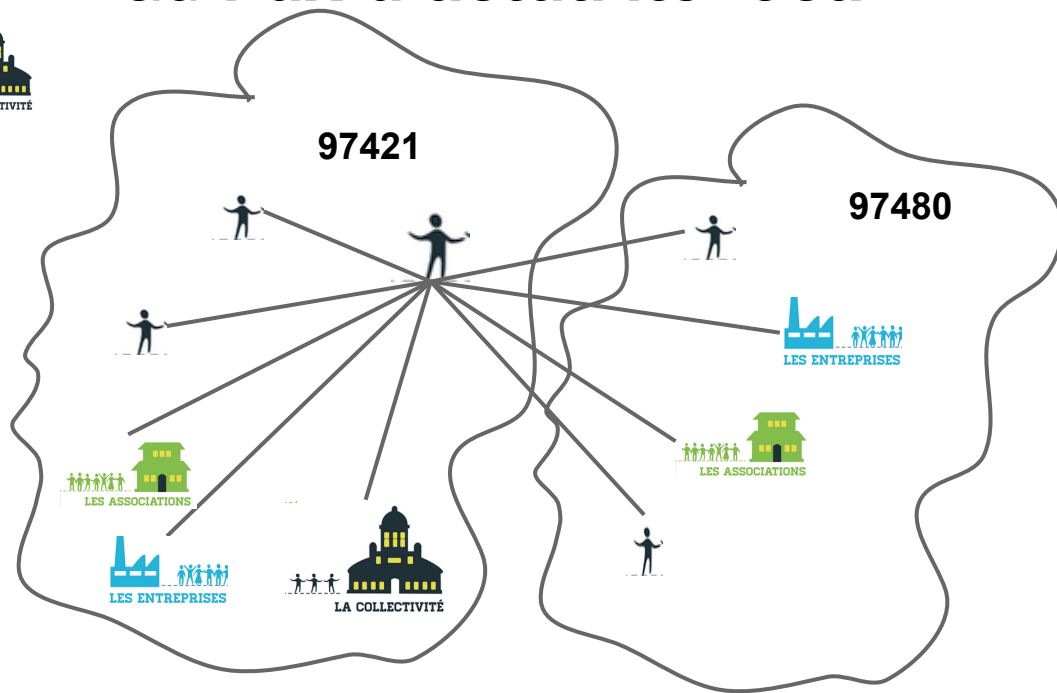 97421
97480
LES ENTREPRISES
LES ASSOCIATIONS
LES ASSOCIATIONS
LES ENTREPRISES
LA COLLECTIVITÉ